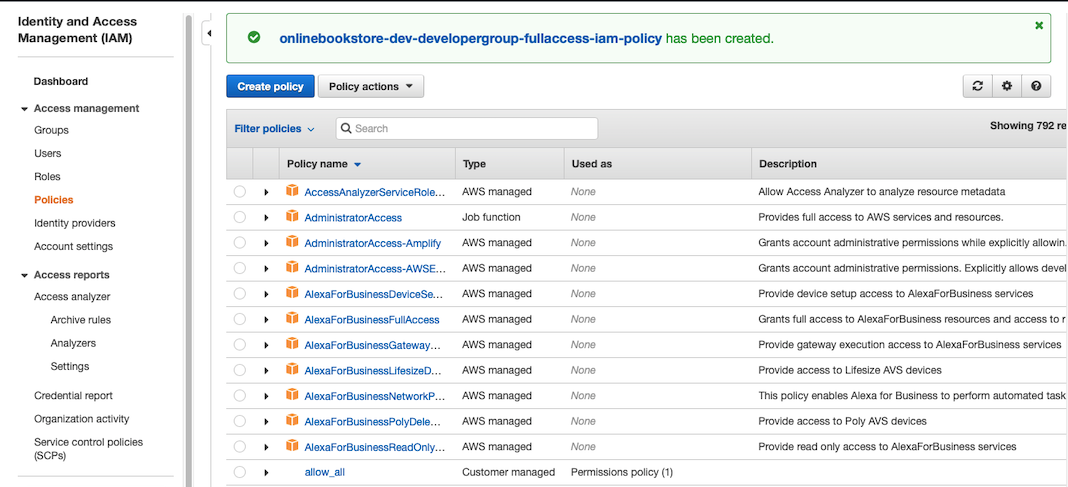 Identity and Access
Management (IAM)
Dashboard
Access management
Groups
Users
Roles
Policies
Identity providers
Account settings
Access reports
Access analyzer
Archive rules
Analyzers
Settings
Credential report
Organization activity
Service control policies
(SCPs)
onlinebookstore-dev-developergroup-fullaccess-iam-policy has been created.
Create policy Policy actions
Filter policies Search Showing 792 re
Policy name Type Used as Description
AccessAnalyzerServiceRole... AWS managed None Allow Access Analyzer to analyze resource metadata
AdministratorAccess Job function None Provides full access to AWS services and resources.
AdministratorAccess-Amplify AWS managed None Grants account administrative permissions while explicitly allowin
AdministratorAccess-AWSE... AWS managed None Grants account administrative permissions. Explicitly allows devel
AlexaForBusinessDeviceSe... AWS managed None Provide device setup access to AlexaForBusiness services
AlexaForBusinessFullAccess AWS managed None Grants full access to AlexaForBusiness resources and access to r
AlexaForBusinessGateway... AWS managed None Provide gateway execution access to AlexaForBusiness services
AlexaForBusinessLifesizeD... AWS managed None Provide access to Lifesize AVS devices
AlexaForBusinessNetworkP... AWS managed None This policy enables Alexa for Business to perform automated task
AlexaForBusinessPolyDele... AWS managed None Provide access to Poly AVS devices
AlexaForBusinessReadOnly... AWS managed None Provide read only access to AlexaForBusiness services
allow_all Customer managed Permissions policy (1)